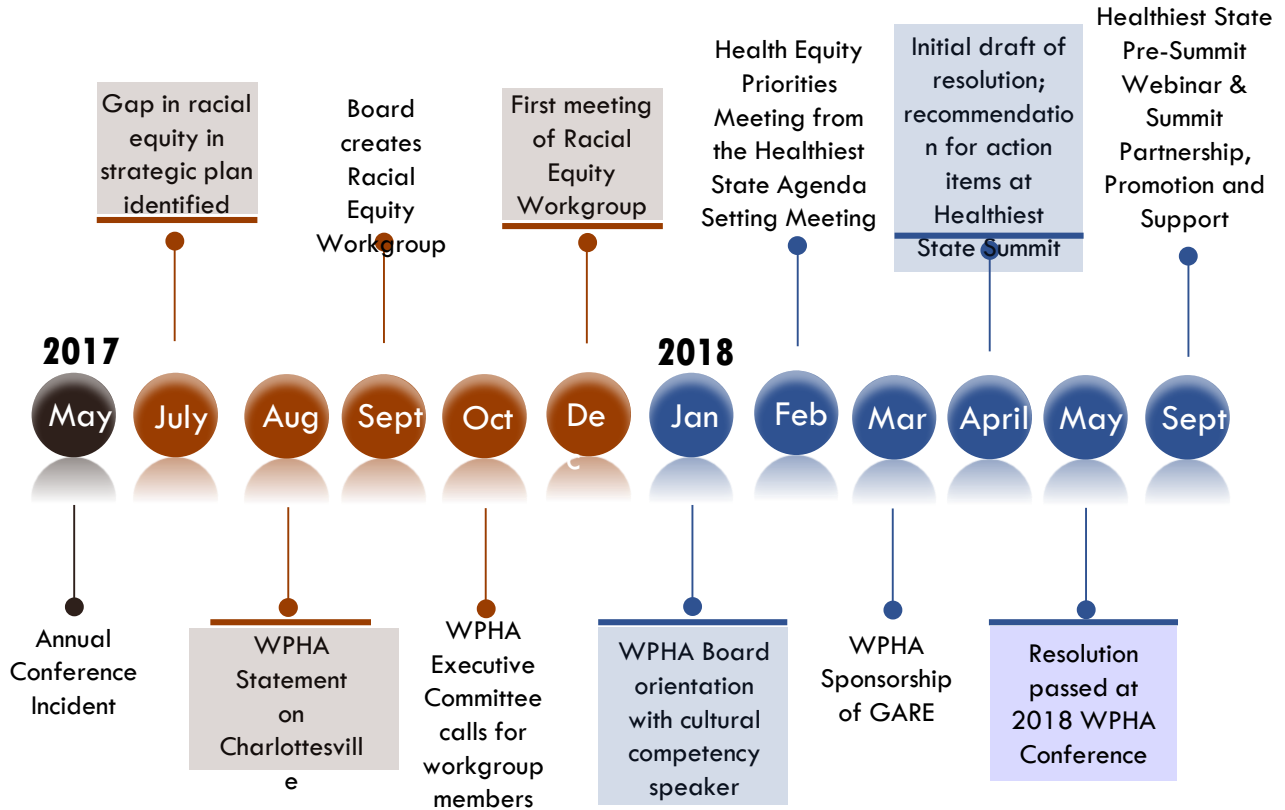 Gap in racial
equity in
strategic plan
identified
Board
creates
Racial
Equity
Workgroup
First meeting
of Racial
Equity
Workgroup
Health Equity
Priorities
Meeting from
the Healthiest
State Agenda
Setting Meeting
Initial draft of
resolution;
recommendatio
n for action
items at
Healthiest
State Summit
Healthiest State
Pre-Summit
Webinar &
Summit
Partnership,
Promotion and
Support
2017
2018
May
July
Aug
Sept
Oct
De
c
Jan
Feb
Mar
April
May
Sept
Annual
Conference
Incident
WPHA
Statement
on
Charlottesvill
e
WPHA
Executive
Committee
calls for
workgroup
members
WPHA Board
orientation
with cultural
competency
speaker
WPHA
Sponsorship
of GARE
Resolution
passed at
2018 WPHA
Conference